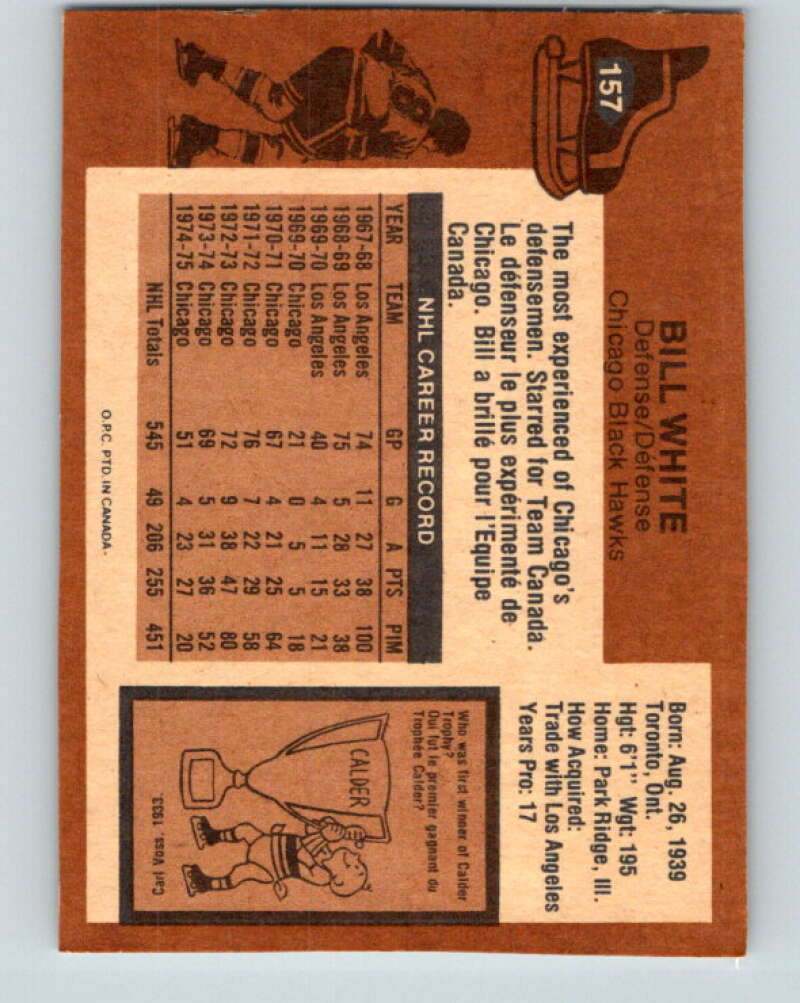 157
BILL WHITE
Defense/Défense
Chicago Black Hawks
Born: Aug. 26, 1939
Toronto, Ont.
Hgt: 6'1" Wgt: 195
Home: Park Ridge, Ill.
How Acquired:
Trade with Los Angeles
Years Pro: 17
The most experienced of Chicago's
defensemen. Starred for Team Canada.
Le défenseur le plus expérimenté de
Chicago. Bill a brillé pour l'Equipe
Canada.
NHL CAREER RECORD
YEAR TEAM GP G A PTS PIM
1967-68 Los Angeles 74 11 27 38 100
1968-69 Los Angeles 75 5 28 33 38
1969-70 Los Angeles 40 4 11 15 21
1969-70 Chicago 21 0 5 5 18
1970-71 Chicago 67 4 21 25 64
1971-72 Chicago 76 7 22 29 58
1972-73 Chicago 72 9 38 47 80
1973-74 Chicago 69 5 31 36 52
1974-75 Chicago 51 4 23 27 20
NHL Totals 545 49 206 255 451
O.P.C. PTD. IN CANADA.
Who was first winner of Calder
Trophy?
Qui fut le premier gagnant du
Trophée Calder?
CALDER
Carl Voss, 1933.